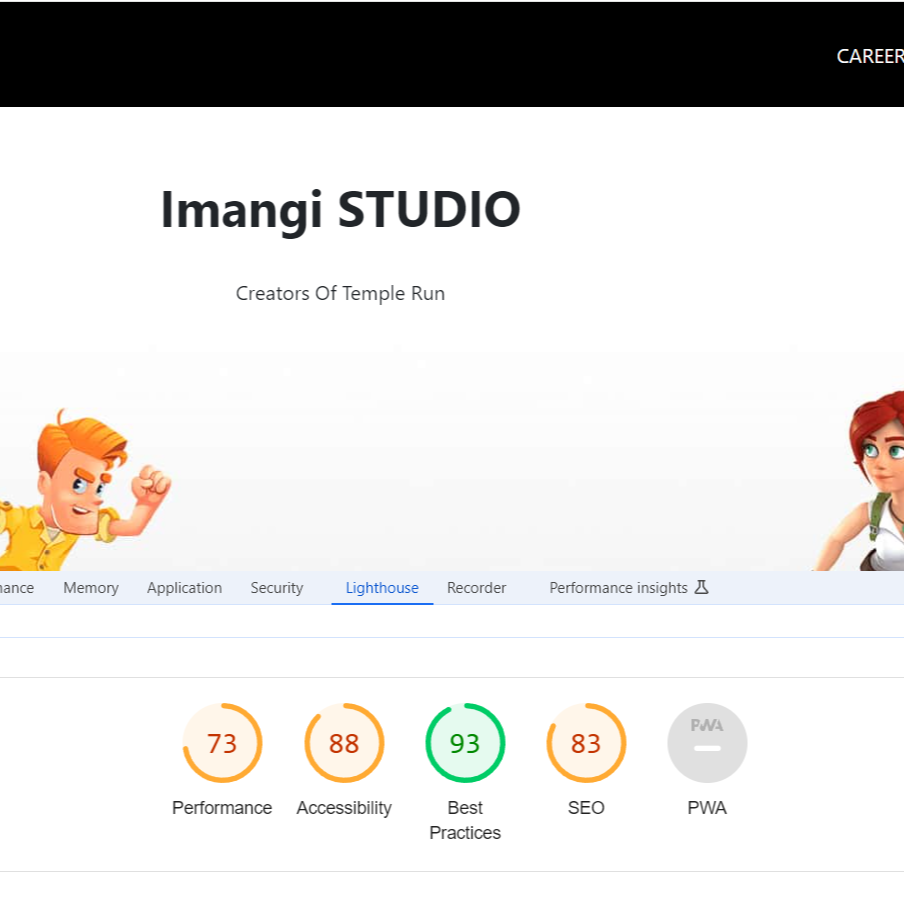 CAREER
Imangi STUDIO
Creators Of Temple Run
nance Memory Application Security Lighthouse Recorder Performance insights
73 88 93 83 PWA
Performance Accessibility Best Practices SEO PWA